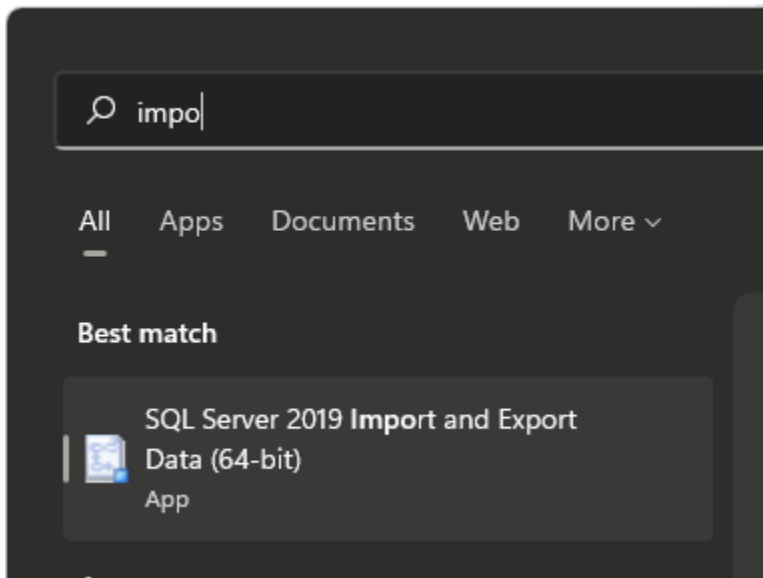 impo
All Apps Documents Web More
Best match
SQL Server 2019 Import and Export
Data (64-bit)
App